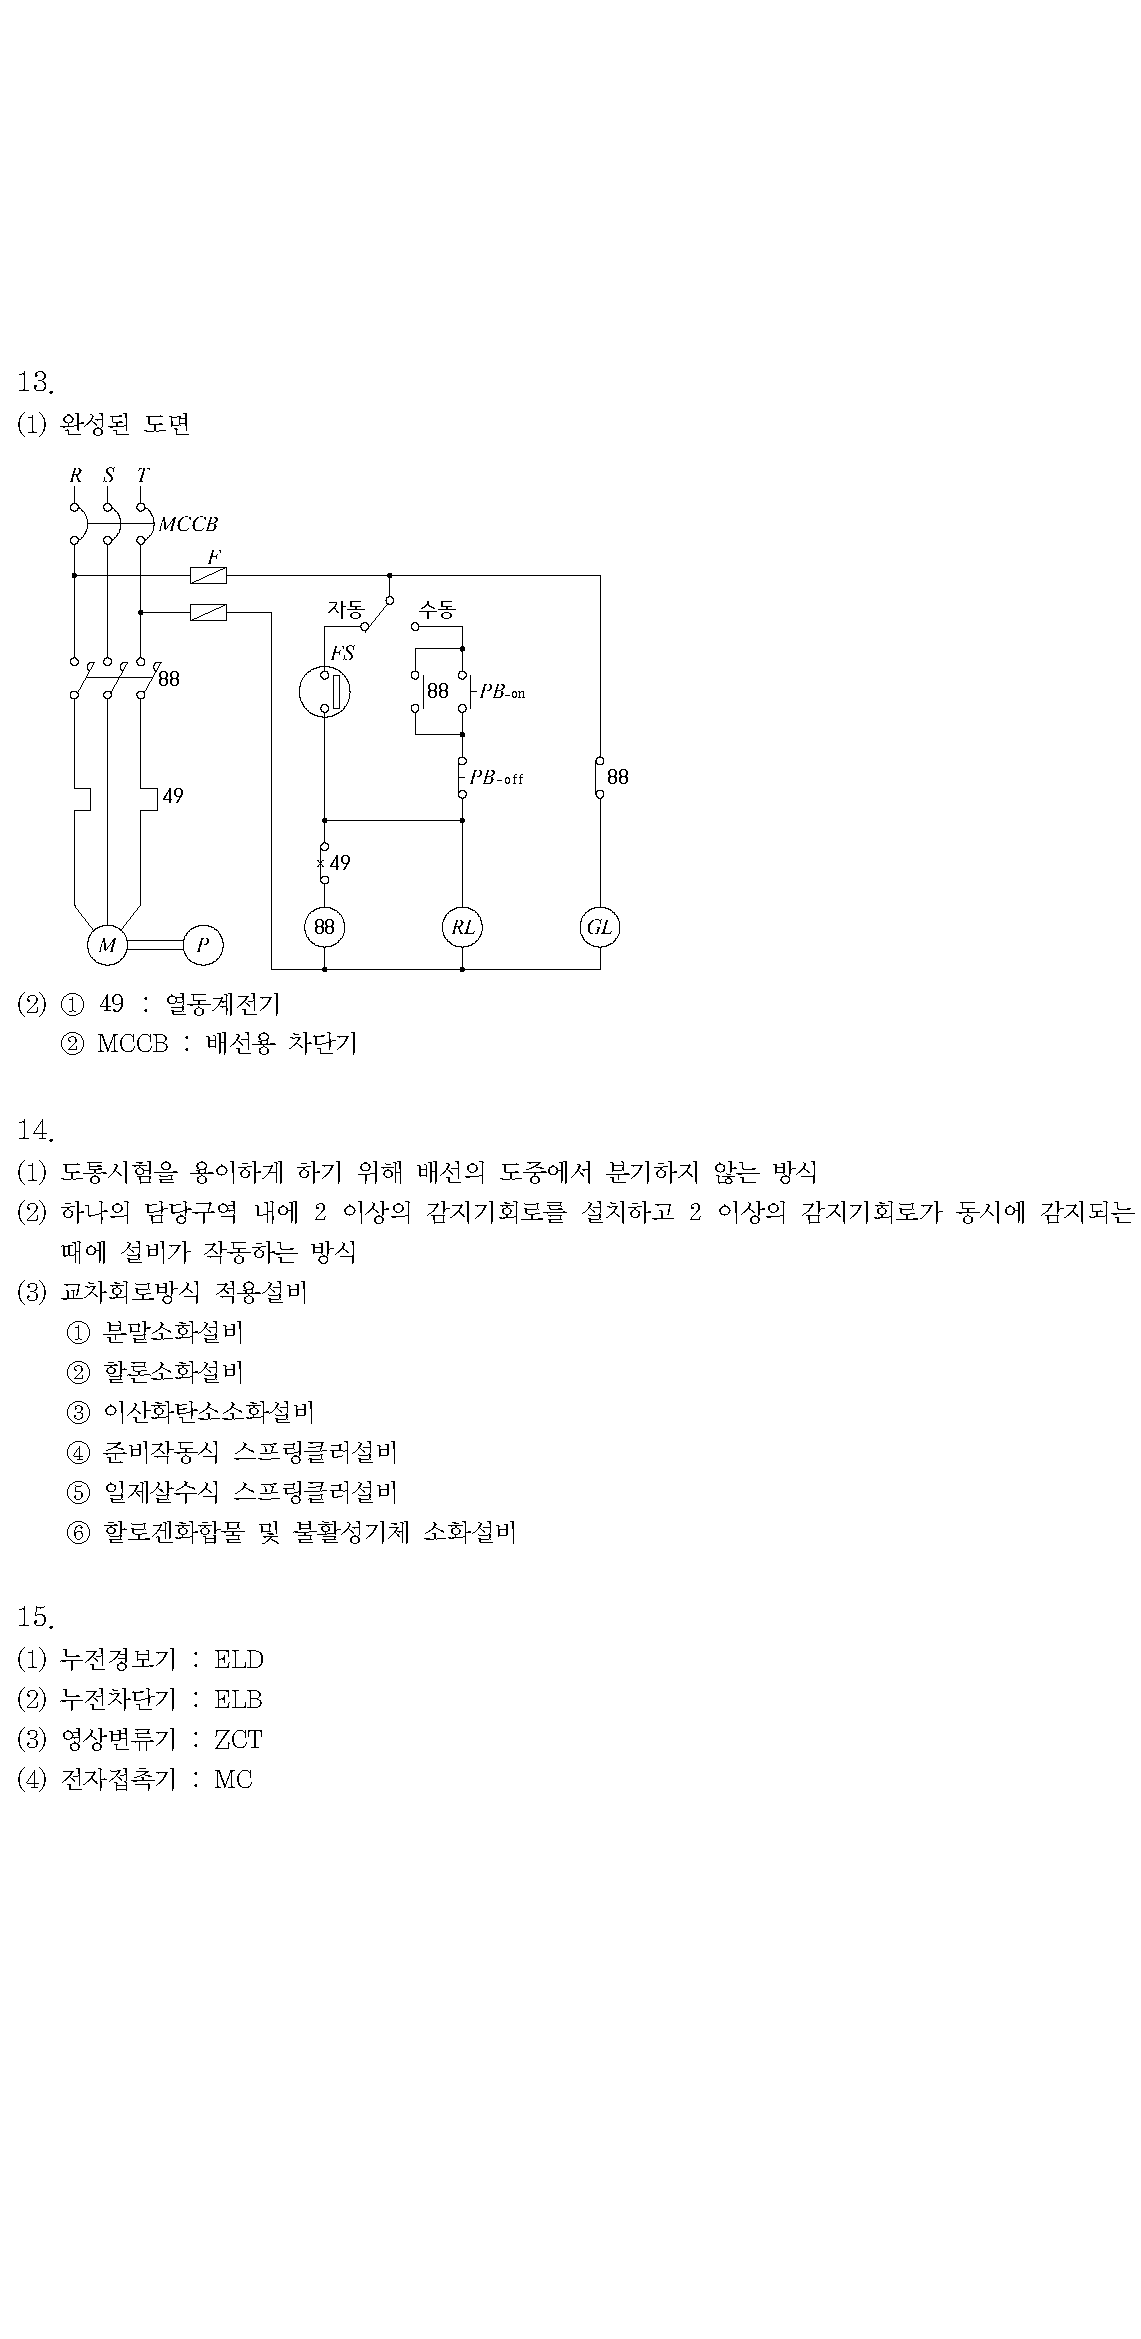 13.
(1) 완성된 도면
R S T
MCCB
F
자동 수동
FS
88
88
PB-on
PB-off
88
49
49
88
RL
GL
M
P
(2) ① 49 : 열동계전기
② MCCB : 배선용 차단기
14.
(1) 도통시험을 용이하게 하기 위해 배선의 도중에서 분기하지 않는 방식
(2) 하나의 담당구역 내에 2 이상의 감지기회로를 설치하고 2 이상의 감지기회로가 동시에 감지되는
때에 설비가 작동하는 방식
(3) 교차회로방식 적용설비
① 분말소화설비
② 할론소화설비
③ 이산화탄소소화설비
④ 준비작동식 스프링클러설비
⑤ 일제살수식 스프링클러설비
⑥ 할로겐화합물 및 불활성기체 소화설비
15.
(1) 누전경보기 : ELD
(2) 누전차단기 : ELB
(3) 영상변류기 : ZCT
(4) 전자접촉기 : MC